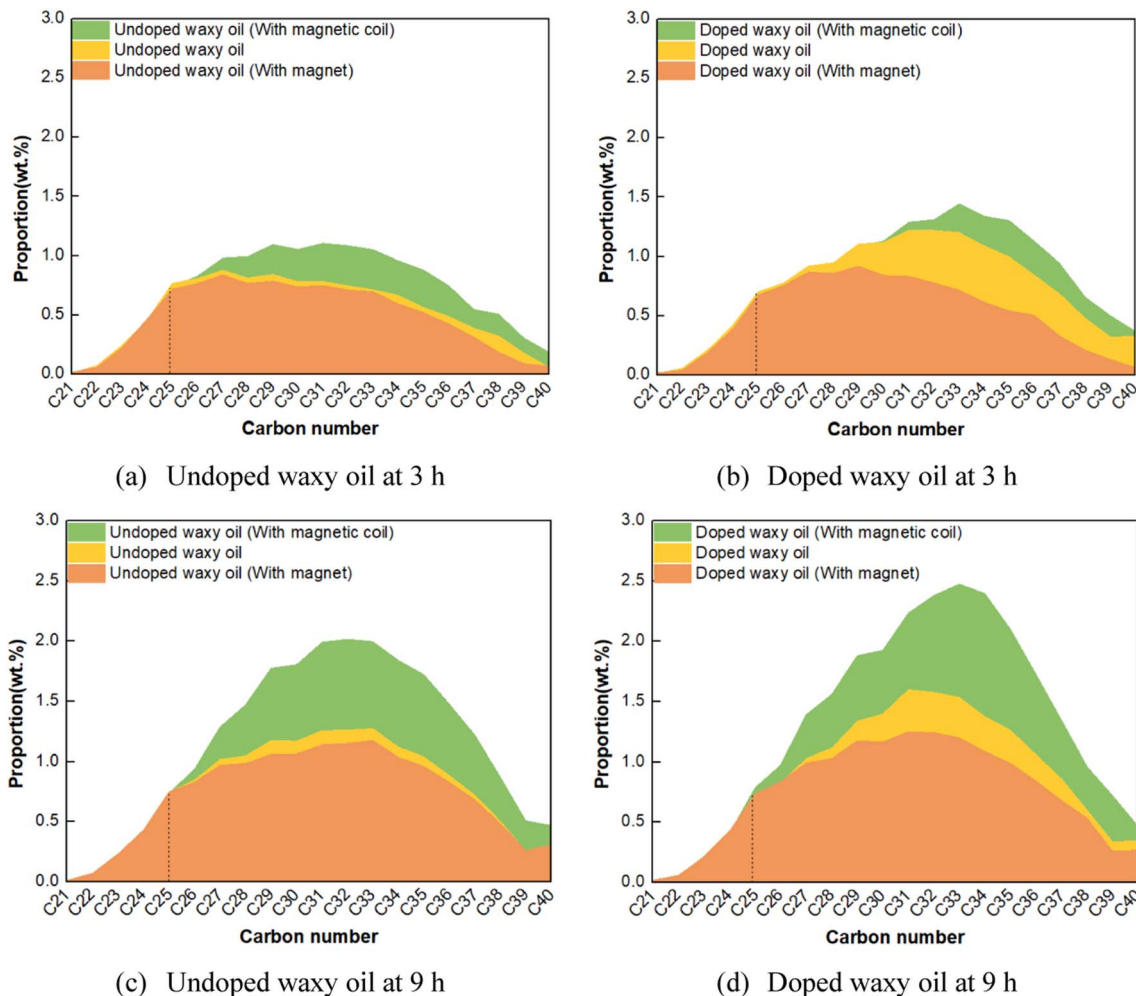 3.0
Undoped waxy oil (With magnetic coil)
Undoped waxy oil
Undoped waxy oil (With magnet)
2.5
2.0
1.5
1.0
0.5
0.0
Proportion(wt.%)
C21 C22 C23 C24 C25 C26 C27 C28 C29 C30 C31 C32 C33 C34 C35 C36 C37 C38 C39 C40
Carbon number
(a) Undoped waxy oil at 3 h
3.0
Doped waxy oil (With magnetic coil)
Doped waxy oil
Doped waxy oil (With magnet)
2.5
2.0
1.5
1.0
0.5
0.0
Proportion(wt.%)
C21 C22 C23 C24 C25 C26 C27 C28 C29 C30 C31 C32 C33 C34 C35 C36 C37 C38 C39 C40
Carbon number
(b) Doped waxy oil at 3 h
3.0
Undoped waxy oil (With magnetic coil)
Undoped waxy oil
Undoped waxy oil (With magnet)
2.5
2.0
1.5
1.0
0.5
0.0
Proportion(wt.%)
C21 C22 C23 C24 C25 C26 C27 C28 C29 C30 C31 C32 C33 C34 C35 C36 C37 C38 C39 C40
Carbon number
(c) Undoped waxy oil at 9 h
3.0
Doped waxy oil (With magnetic coil)
Doped waxy oil
Doped waxy oil (With magnet)
2.5
2.0
1.5
1.0
0.5
0.0
Proportion(wt.%)
C21 C22 C23 C24 C25 C26 C27 C28 C29 C30 C31 C32 C33 C34 C35 C36 C37 C38 C39 C40
Carbon number
(d) Doped waxy oil at 9 h